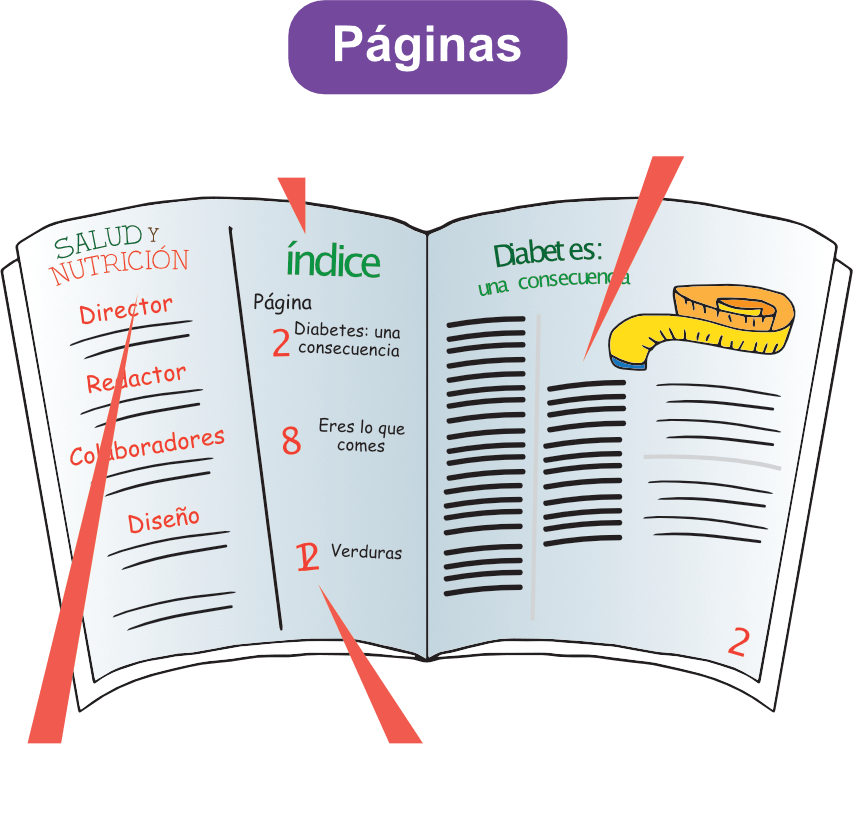 Páginas
SALUD Y
NUTRICIÓN
Director
Redactor
Colaboradores
Diseño
índice
Página
2 Diabetes: una
consecuencia
8 Eres lo que
comes
12 Verduras
Diabetes:
una consecuencia
2